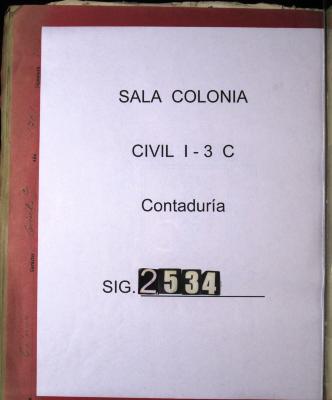 SALA COLONIA
CIVIL I - 3 C
Contaduría
SIG. 2534